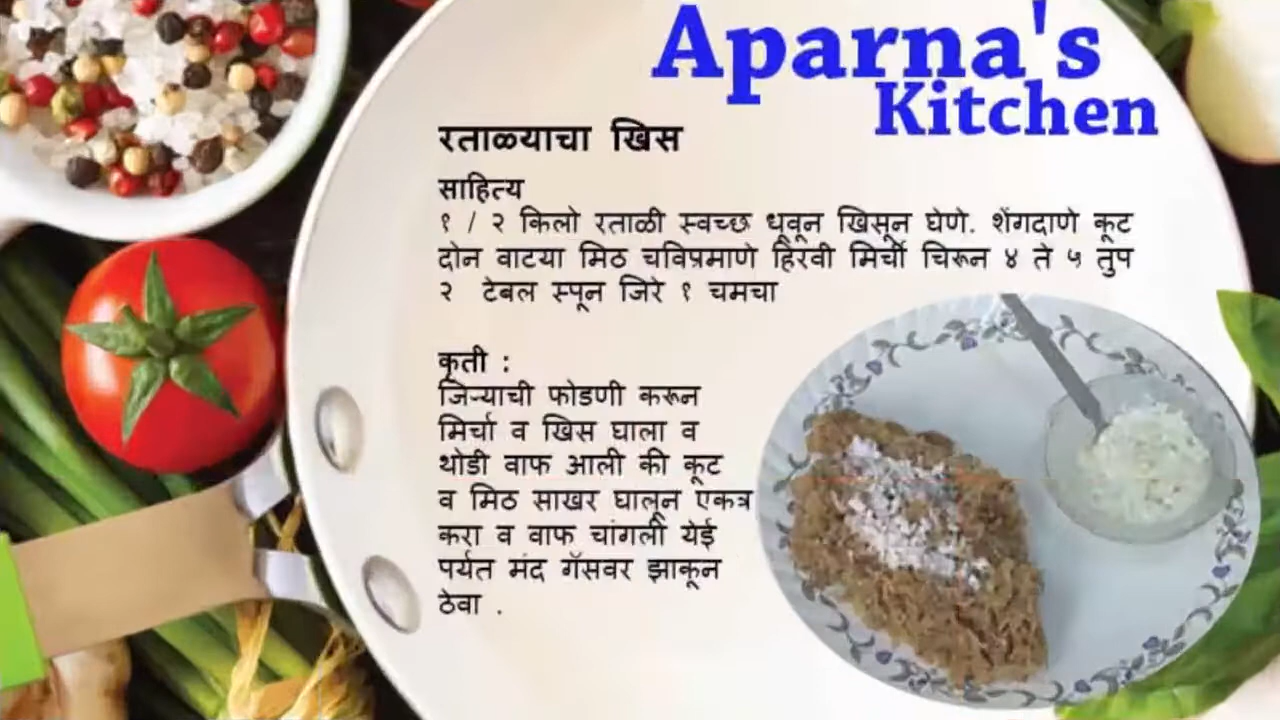 Aparna's
Kitchen
रताळ्याचा खिस
साहित्य
१ / २ किलो रताळी स्वच्छ धूवून खिसून घेणे. शेंगदाणे कूट
दोन वाटया मिठ चविप्रमाणे हिरवी मिर्ची चिरून ४ ते ५ तुप
२ टेबल स्पून जिरे १ चमचा
कृती :
जिऱ्याची फोडणी करून
मिर्चा व खिस घाला व
थोडी वाफ आली की कूट
व मिठ साखर घालून एकत्र
करा व वाफ चांगली येई
पर्यत मंद गॅसवर झाकून
ठेवा .